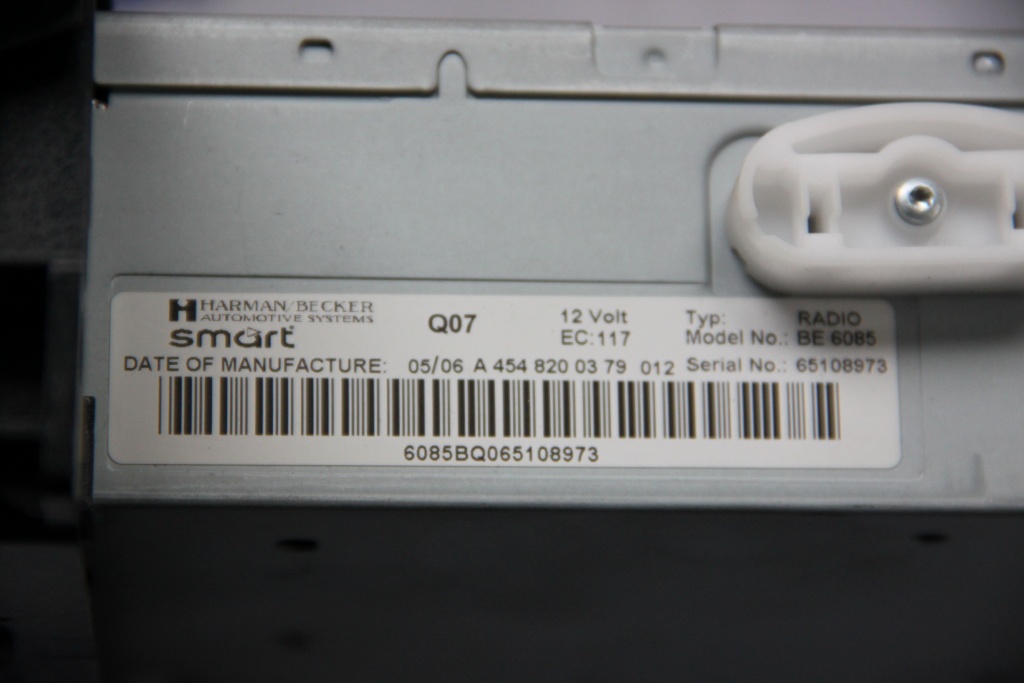 HARMAN/BECKER
AUTOMOTIVE SYSTEMS
smart
Q07
12 Volt
EC:117
Typ: RADIO
Model No.: BE 6085
DATE OF MANUFACTURE: 05/06 A 454 820 03 79 012 Serial No.: 65108973
6085BQ065108973